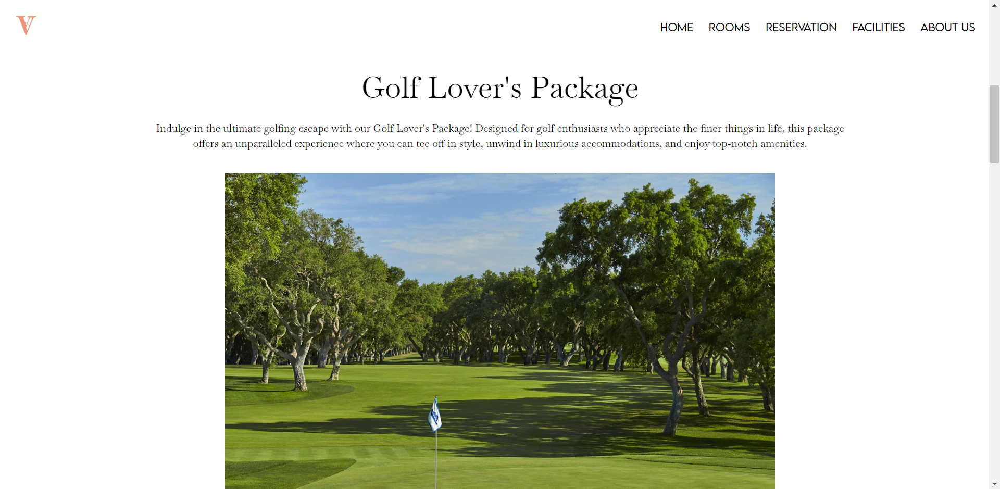 V
HOME ROOMS RESERVATION FACILITIES ABOUT US
Golf Lover's Package
Indulge in the ultimate golfing escape with our Golf Lover's Package! Designed for golf enthusiasts who appreciate the finer things in life, this package
offers an unparalleled experience where you can tee off in style, unwind in luxurious accommodations, and enjoy top-notch amenities.